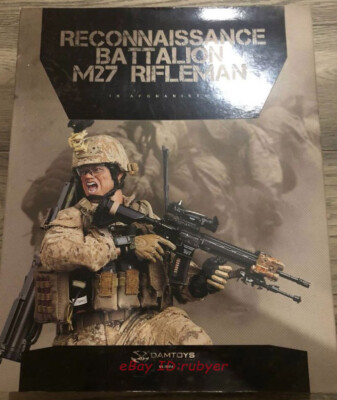 RECONNAISSANCE
BATTALION
M27 RIFLEMAN
DAMTOYS
eBay ID:rubyer